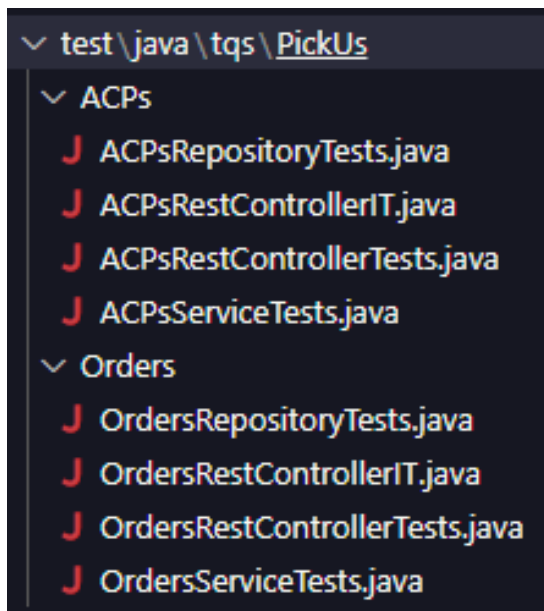 test\java\tqs\PickUs
ACPs
ACPsRepositoryTests.java
ACPsRestControllerIT.java
ACPsRestControllerTests.java
ACPsServiceTests.java
Orders
OrdersRepositoryTests.java
OrdersRestControllerIT.java
OrdersRestControllerTests.java
OrdersServiceTests.java